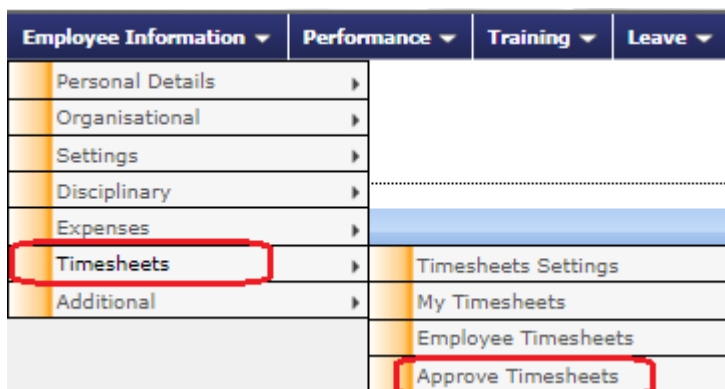 Employee Information Performance Training Leave
Personal Details
Organisational
Settings
Disciplinary
Expenses
Timesheets
Additional
Timesheets Settings
My Timesheets
Employee Timesheets
Approve Timesheets